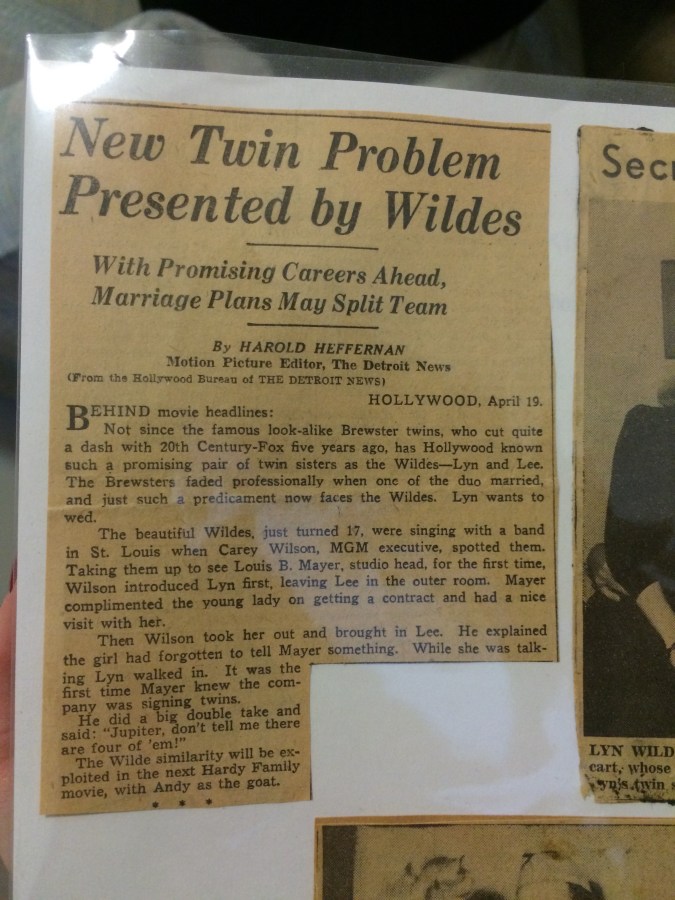 New Twin Problem
Presented by Wildes
With Promising Careers Ahead,
Marriage Plans May Split Team
By HAROLD HEFFERNAN
Motion Picture Editor, The Detroit News
(From the Hollywood Bureau of THE DETROIT NEWS)
HOLLYWOOD, April 19.
BEHIND movie headlines:
Not since the famous look-alike Brewster twins, who cut quite
a dash with 20th Century-Fox five years ago, has Hollywood known
such a promising pair of twin sisters as the Wildes—Lyn and Lee.
The Brewsters faded professionally when one of the duo married,
and just such a predicament now faces the Wildes. Lyn wants to
wed.
The beautiful Wildes, just turned 17, were singing with a band
in St. Louis when Carey Wilson, MGM executive, spotted them.
Taking them up to see Louis B. Mayer, studio head, for the first time,
Wilson introduced Lyn first, leaving Lee in the outer room. Mayer
complimented the young lady on getting a contract and had a nice
visit with her.
Then Wilson took her out and brought in Lee. He explained
the girl had forgotten to tell Mayer something. While she was talk-
ing Lyn walked in. It was the
first time Mayer knew the com-
pany was signing twins.
He did a big double take and
said: "Jupiter, don't tell me there
are four of 'em!"
The Wilde similarity will be ex-
ploited in the next Hardy Family
movie, with Andy as the goat.
* * *
Secr
LYN WILD
cart, whose
Lyn's twin s